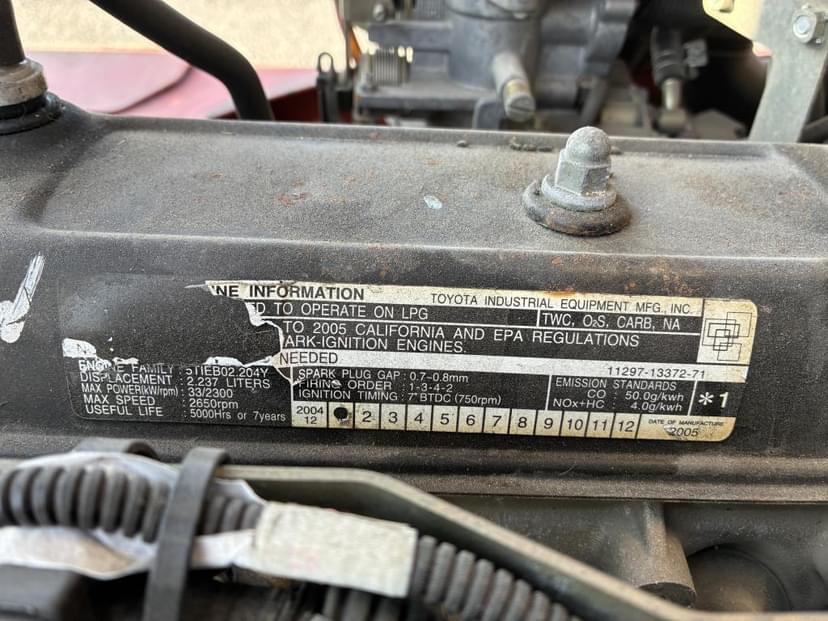 NE INFORMATION TOYOTA INDUSTRIAL EQUIPMENT MFG., INC.
TO OPERATE ON LPG TWC, O2S, CARB, NA
TO 2005 CALIFORNIA AND EPA REGULATIONS
ARK-IGNITION ENGINES.
NEEDED 11297-13372-71
ENGINE FAMILY : 5TIEB02.204Y
DISPLACEMENT : 2.237 LITERS
MAX POWER(kW/rpm) : 33/2300
MAX SPEED : 2650rpm
USEFUL LIFE : 5000Hrs or 7years
SPARK PLUG GAP : 0.7-0.8mm
FIRING ORDER : 1-3-4-2
IGNITION TIMING : 7°BTDC (750rpm)
EMISSION STANDARDS
CO : 50.0g/kwh
NOx+HC : 4.0g/kwh
*1
2004 12 2 3 4 5 6 7 8 9 10 11 12 DATE OF MANUFACTURE 2005